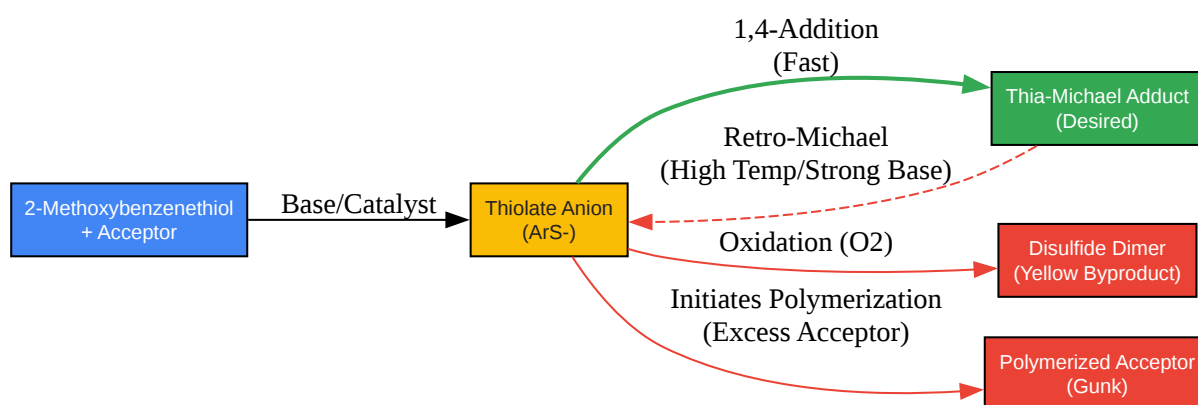 1,4-Addition
(Fast)
Thia-Michael Adduct
(Desired)
Retro-Michael
(High Temp/Strong Base)
2-Methoxybenzenethiol
+ Acceptor
Base/Catalyst
Thiolate Anion
(ArS-)
Oxidation (O2)
Disulfide Dimer
(Yellow Byproduct)
Initiates Polymerization
(Excess Acceptor)
Polymerized Acceptor
(Gunk)